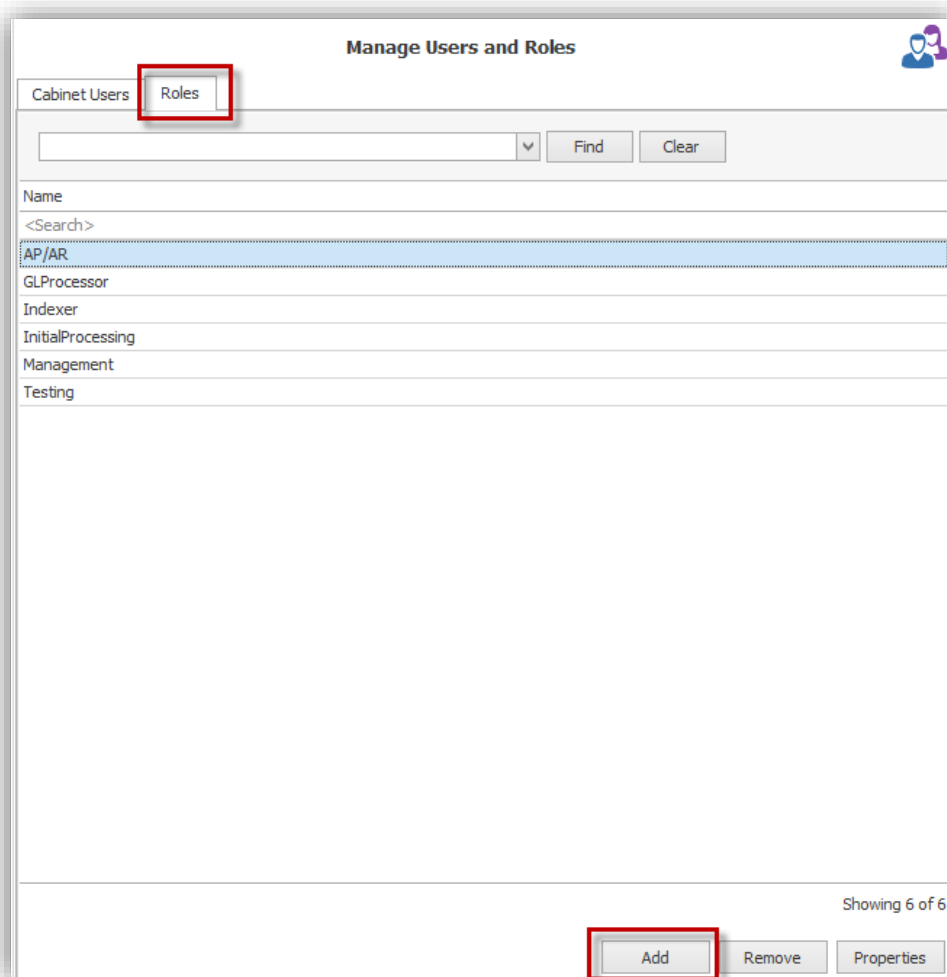 Manage Users and Roles
Cabinet Users Roles
Find Clear
Name
<Search>
AP/AR
GLProcessor
Indexer
InitialProcessing
Management
Testing
Showing 6 of 6
Add Remove Properties